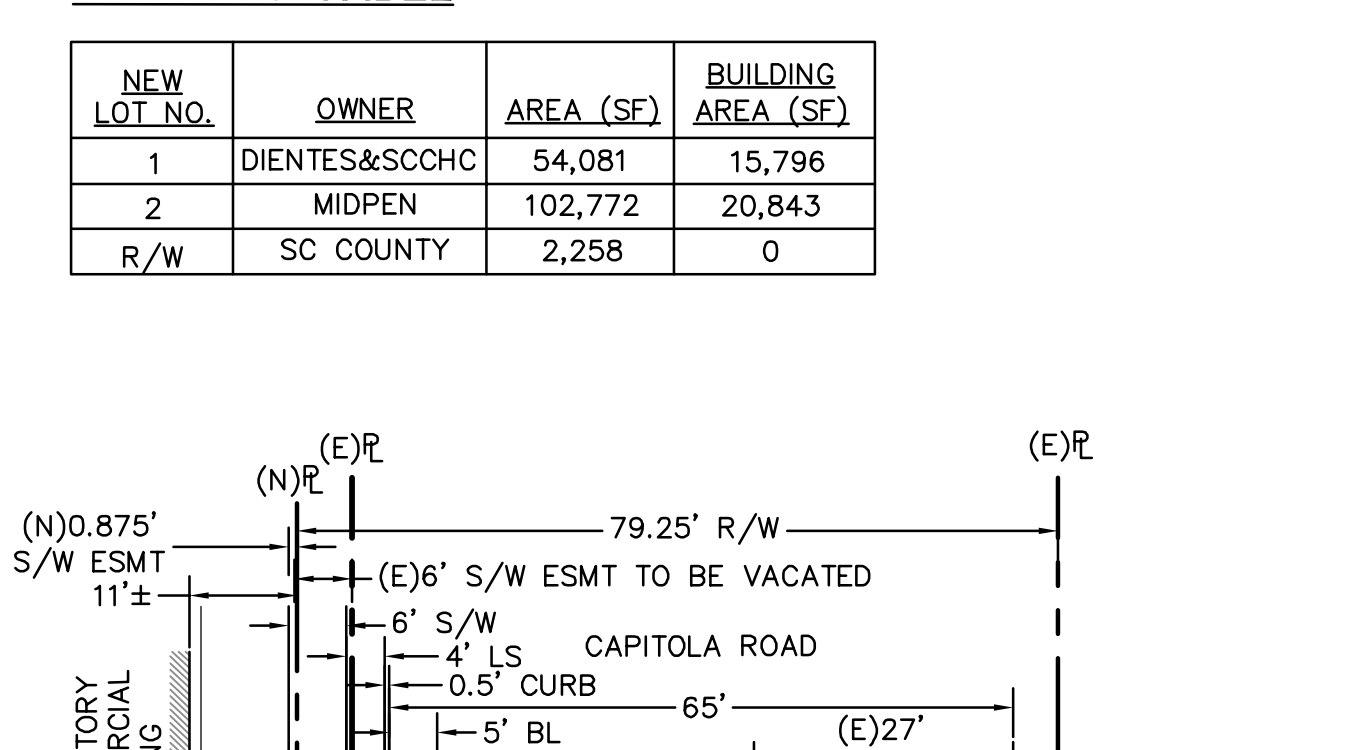 NEW
LOT NO.
OWNER
AREA (SF)
BUILDING
AREA (SF)
1 DIENTES&SCCHC 54,081 15,796
2 MIDPEN 102,772 20,843
R/W SC COUNTY 2,258 0
(E)PL
(E)PL
(N)PL
(N)0.875'
79.25' R/W
S/W ESMT
(E)6' S/W ESMT TO BE VACATED
11'±
6' S/W
CAPITOLA ROAD
4' LS
0.5' CURB
65'
5' BL
(E)27'